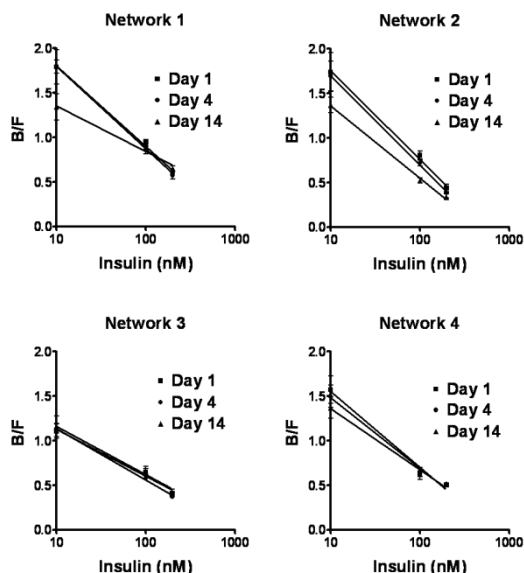 Network 1
2.0
1.5
1.0
0.5
0.0
B/F
Day 1
Day 4
Day 14
10
100
1000
Insulin (nM)
Network 2
2.0
1.5
1.0
0.5
0.0
B/F
Day 1
Day 4
Day 14
10
100
1000
Insulin (nM)
Network 3
2.0
1.5
1.0
0.5
0.0
B/F
Day 1
Day 4
Day 14
10
100
1000
Insulin (nM)
Network 4
2.0
1.5
1.0
0.5
0.0
B/F
Day 1
Day 4
Day 14
10
100
1000
Insulin (nM)